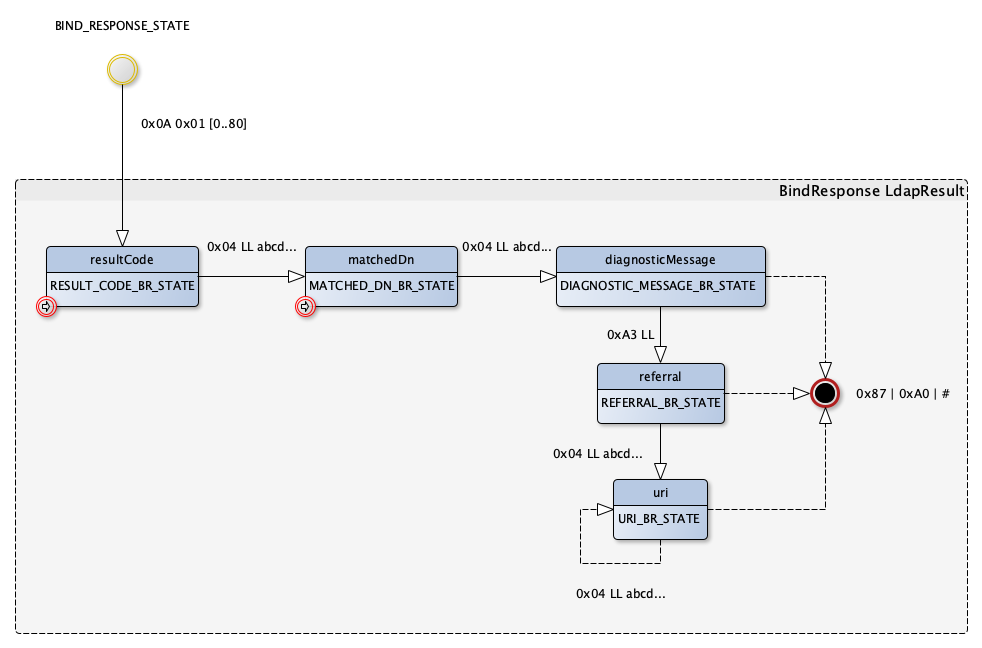 BIND_RESPONSE_STATE
0x0A 0x01 [0..80]
BindResponse LdapResult
resultCode
RESULT_CODE_BR_STATE
0x04 LL abcd...
matchedDn
MATCHED_DN_BR_STATE
0x04 LL abcd...
diagnosticMessage
DIAGNOSTIC_MESSAGE_BR_STATE
0xA3 LL
referral
REFERRAL_BR_STATE
0x87 | 0xA0 | #
0x04 LL abcd...
uri
URI_BR_STATE
0x04 LL abcd...